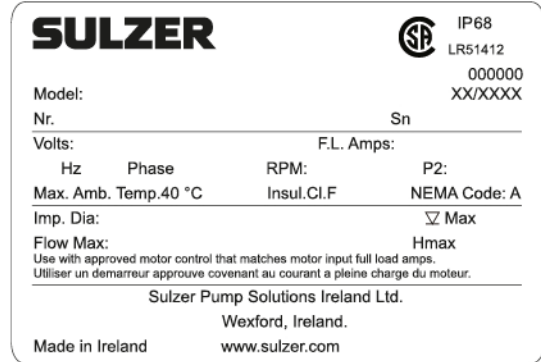 SULZER
SA IP68
LR51412
000000
Model: XX/XXXX
Nr. Sn
Volts: F.L. Amps:
Hz Phase RPM: P2:
Max. Amb. Temp.40 °C Insul.Cl.F NEMA Code: A
Imp. Dia: ▽ Max
Flow Max: Hmax
Use with approved motor control that matches motor input full load amps.
Utiliser un demarreur approuve covenant au courant a pleine charge du moteur.
Sulzer Pump Solutions Ireland Ltd.
Wexford, Ireland.
Made in Ireland www.sulzer.com